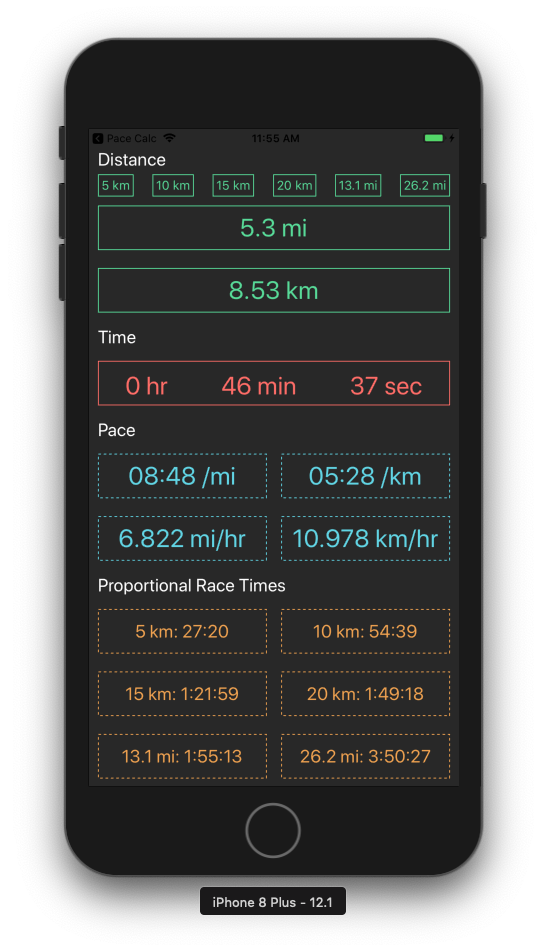 Pace Calc 11:55 AM
Distance
5 km 10 km 15 km 20 km 13.1 mi 26.2 mi
5.3 mi
8.53 km
Time
0 hr 46 min 37 sec
Pace
08:48 /mi 05:28 /km
6.822 mi/hr 10.978 km/hr
Proportional Race Times
5 km: 27:20 10 km: 54:39
15 km: 1:21:59 20 km: 1:49:18
13.1 mi: 1:55:13 26.2 mi: 3:50:27
iPhone 8 Plus - 12.1